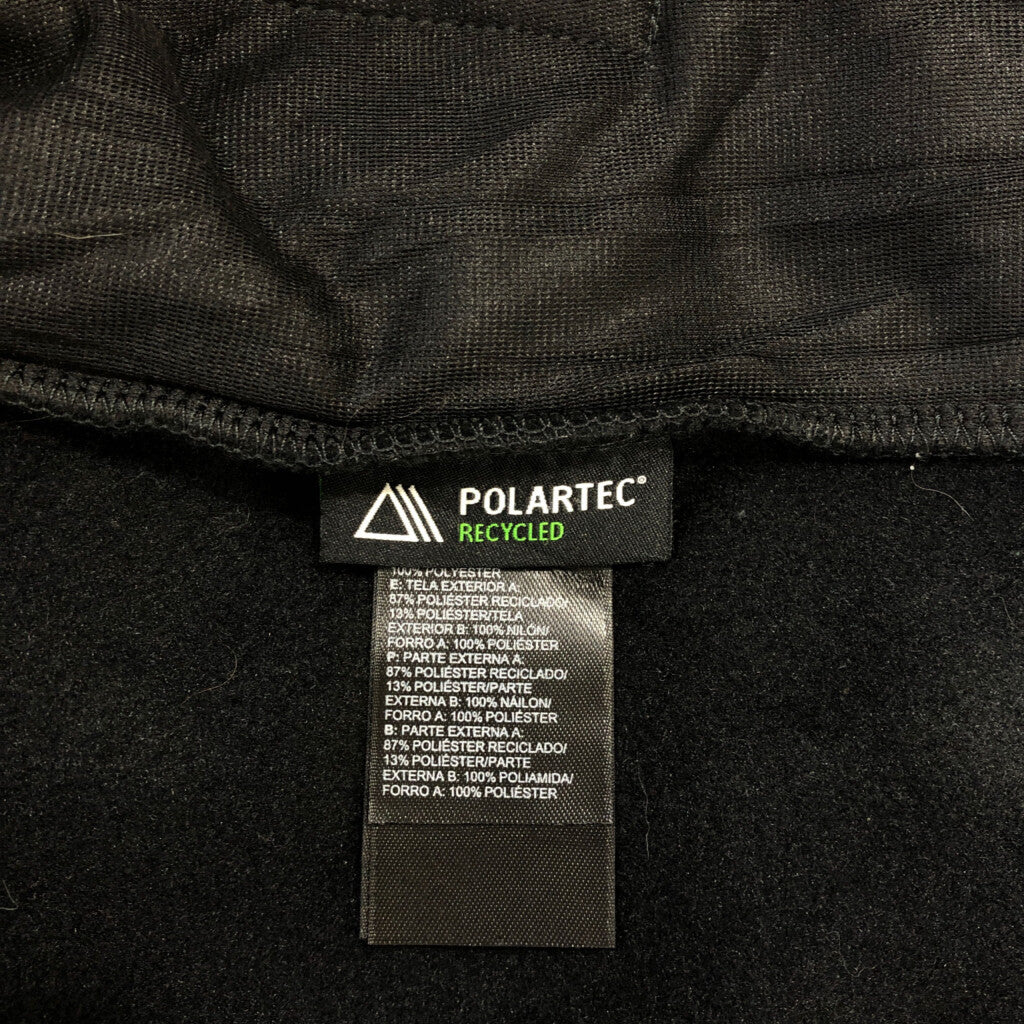 POLARTEC®
RECYCLED
100% POLYESTER
E: TELA EXTERIOR A:
87% POLIÉSTER RECICLADO/
13% POLIÉSTER/TELA
EXTERIOR B: 100% NILÓN/
FORRO A: 100% POLIÉSTER
P: PARTE EXTERNA A:
87% POLIÉSTER RECICLADO/
13% POLIÉSTER/PARTE
EXTERNA B: 100% NÁILON/
FORRO A: 100% POLIÉSTER
B: PARTE EXTERNA A:
87% POLIÉSTER RECICLADO/
13% POLIÉSTER/PARTE
EXTERNA B: 100% POLIAMIDA/
FORRO A: 100% POLIÉSTER